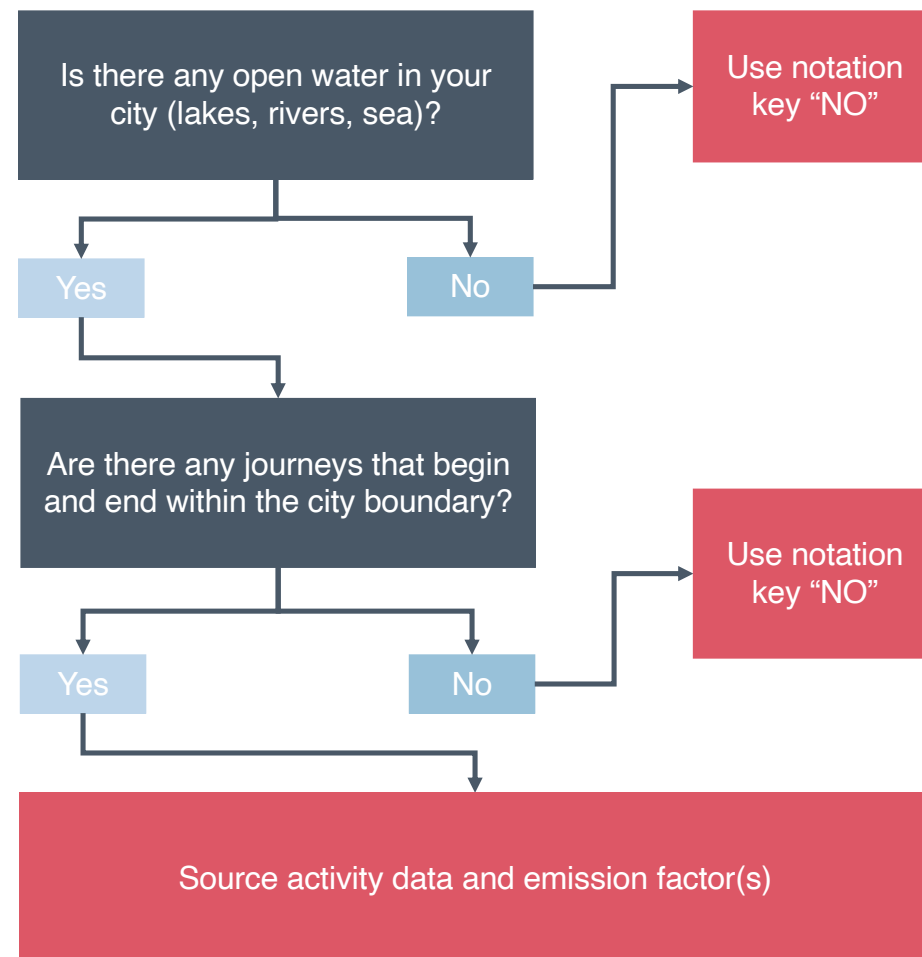 Is there any open water in your
city (lakes, rivers, sea)?
Use notation
key “NO”
Yes
No
Are there any journeys that begin
and end within the city boundary?
Use notation
key “NO”
Yes
No
Source activity data and emission factor(s)